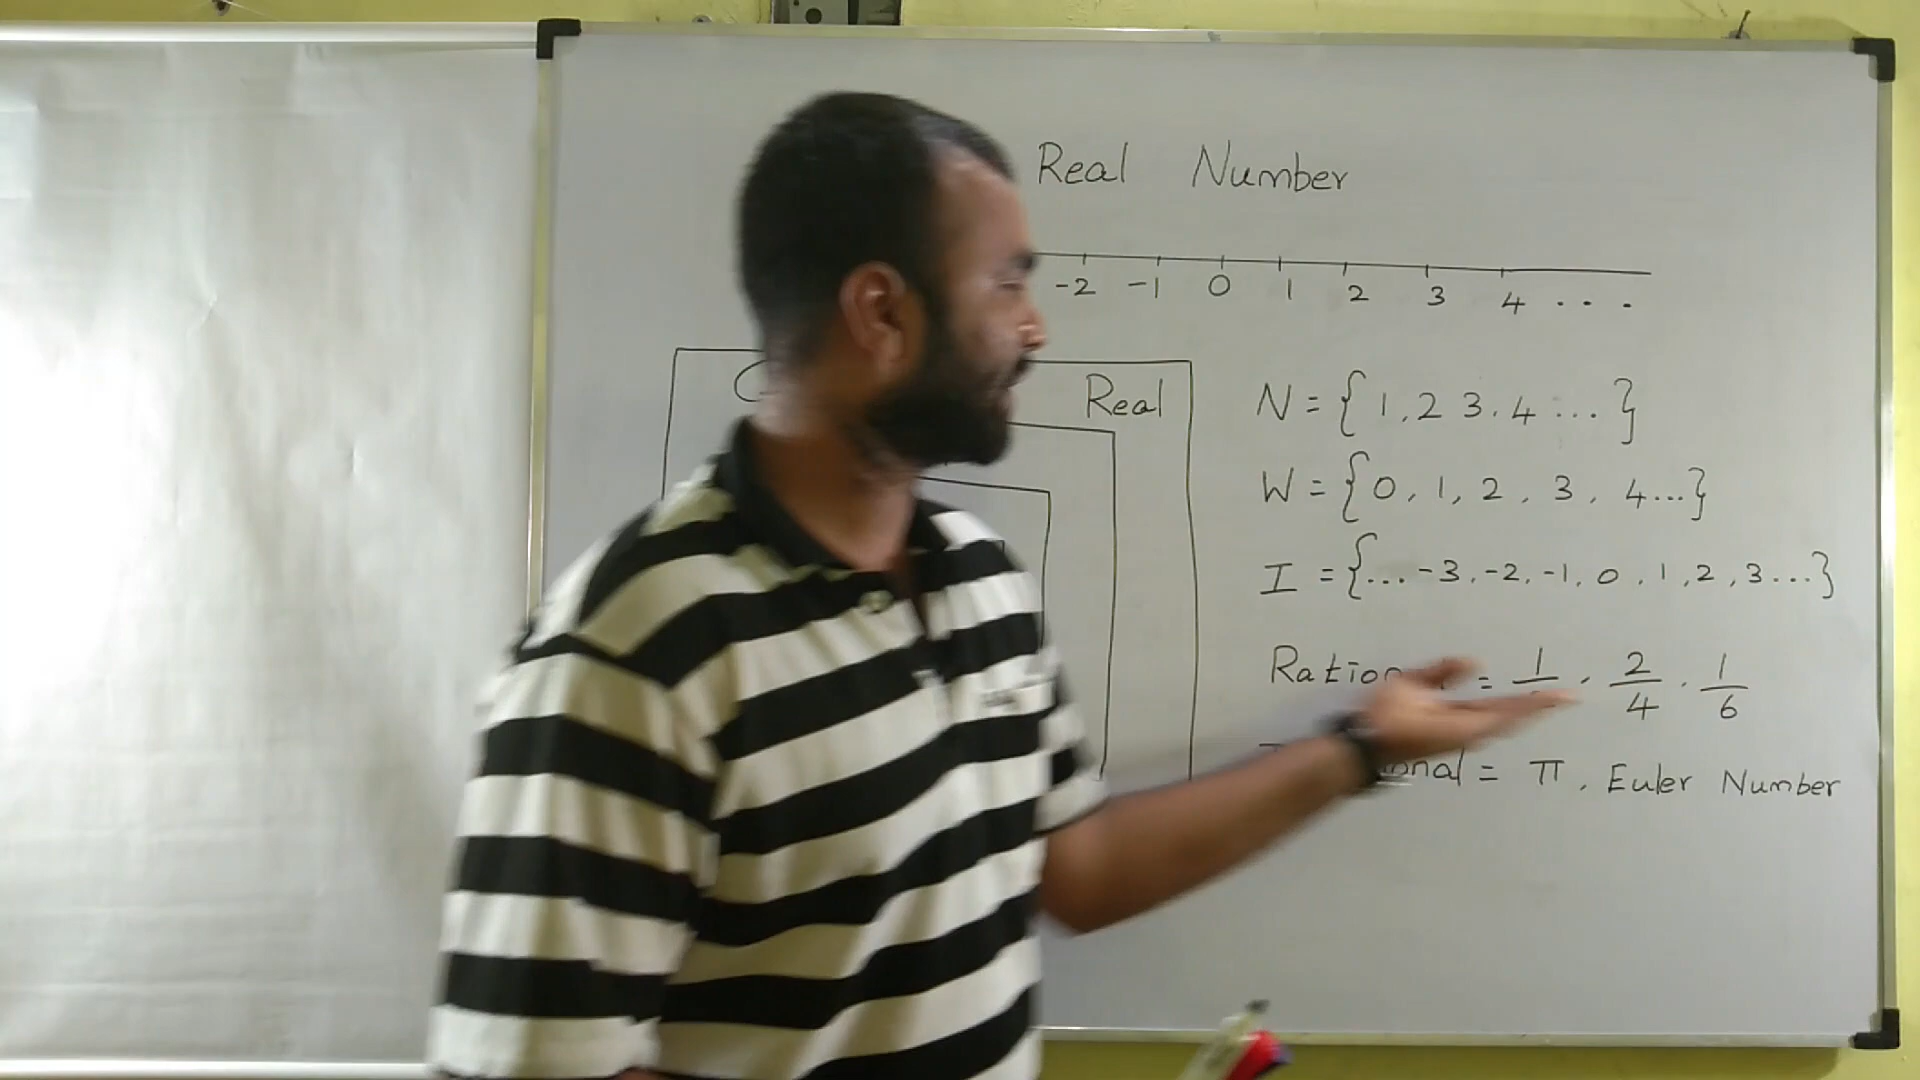 Real Number
-2 -1 0 1 2 3 4 ...
Real
N = { 1, 2 3. 4 ... }
W = { 0, 1, 2, 3, 4... }
I = {... -3, -2, -1, 0, 1, 2, 3 ... }
= 1 , 2/4 . 1/6
= π, Euler Number